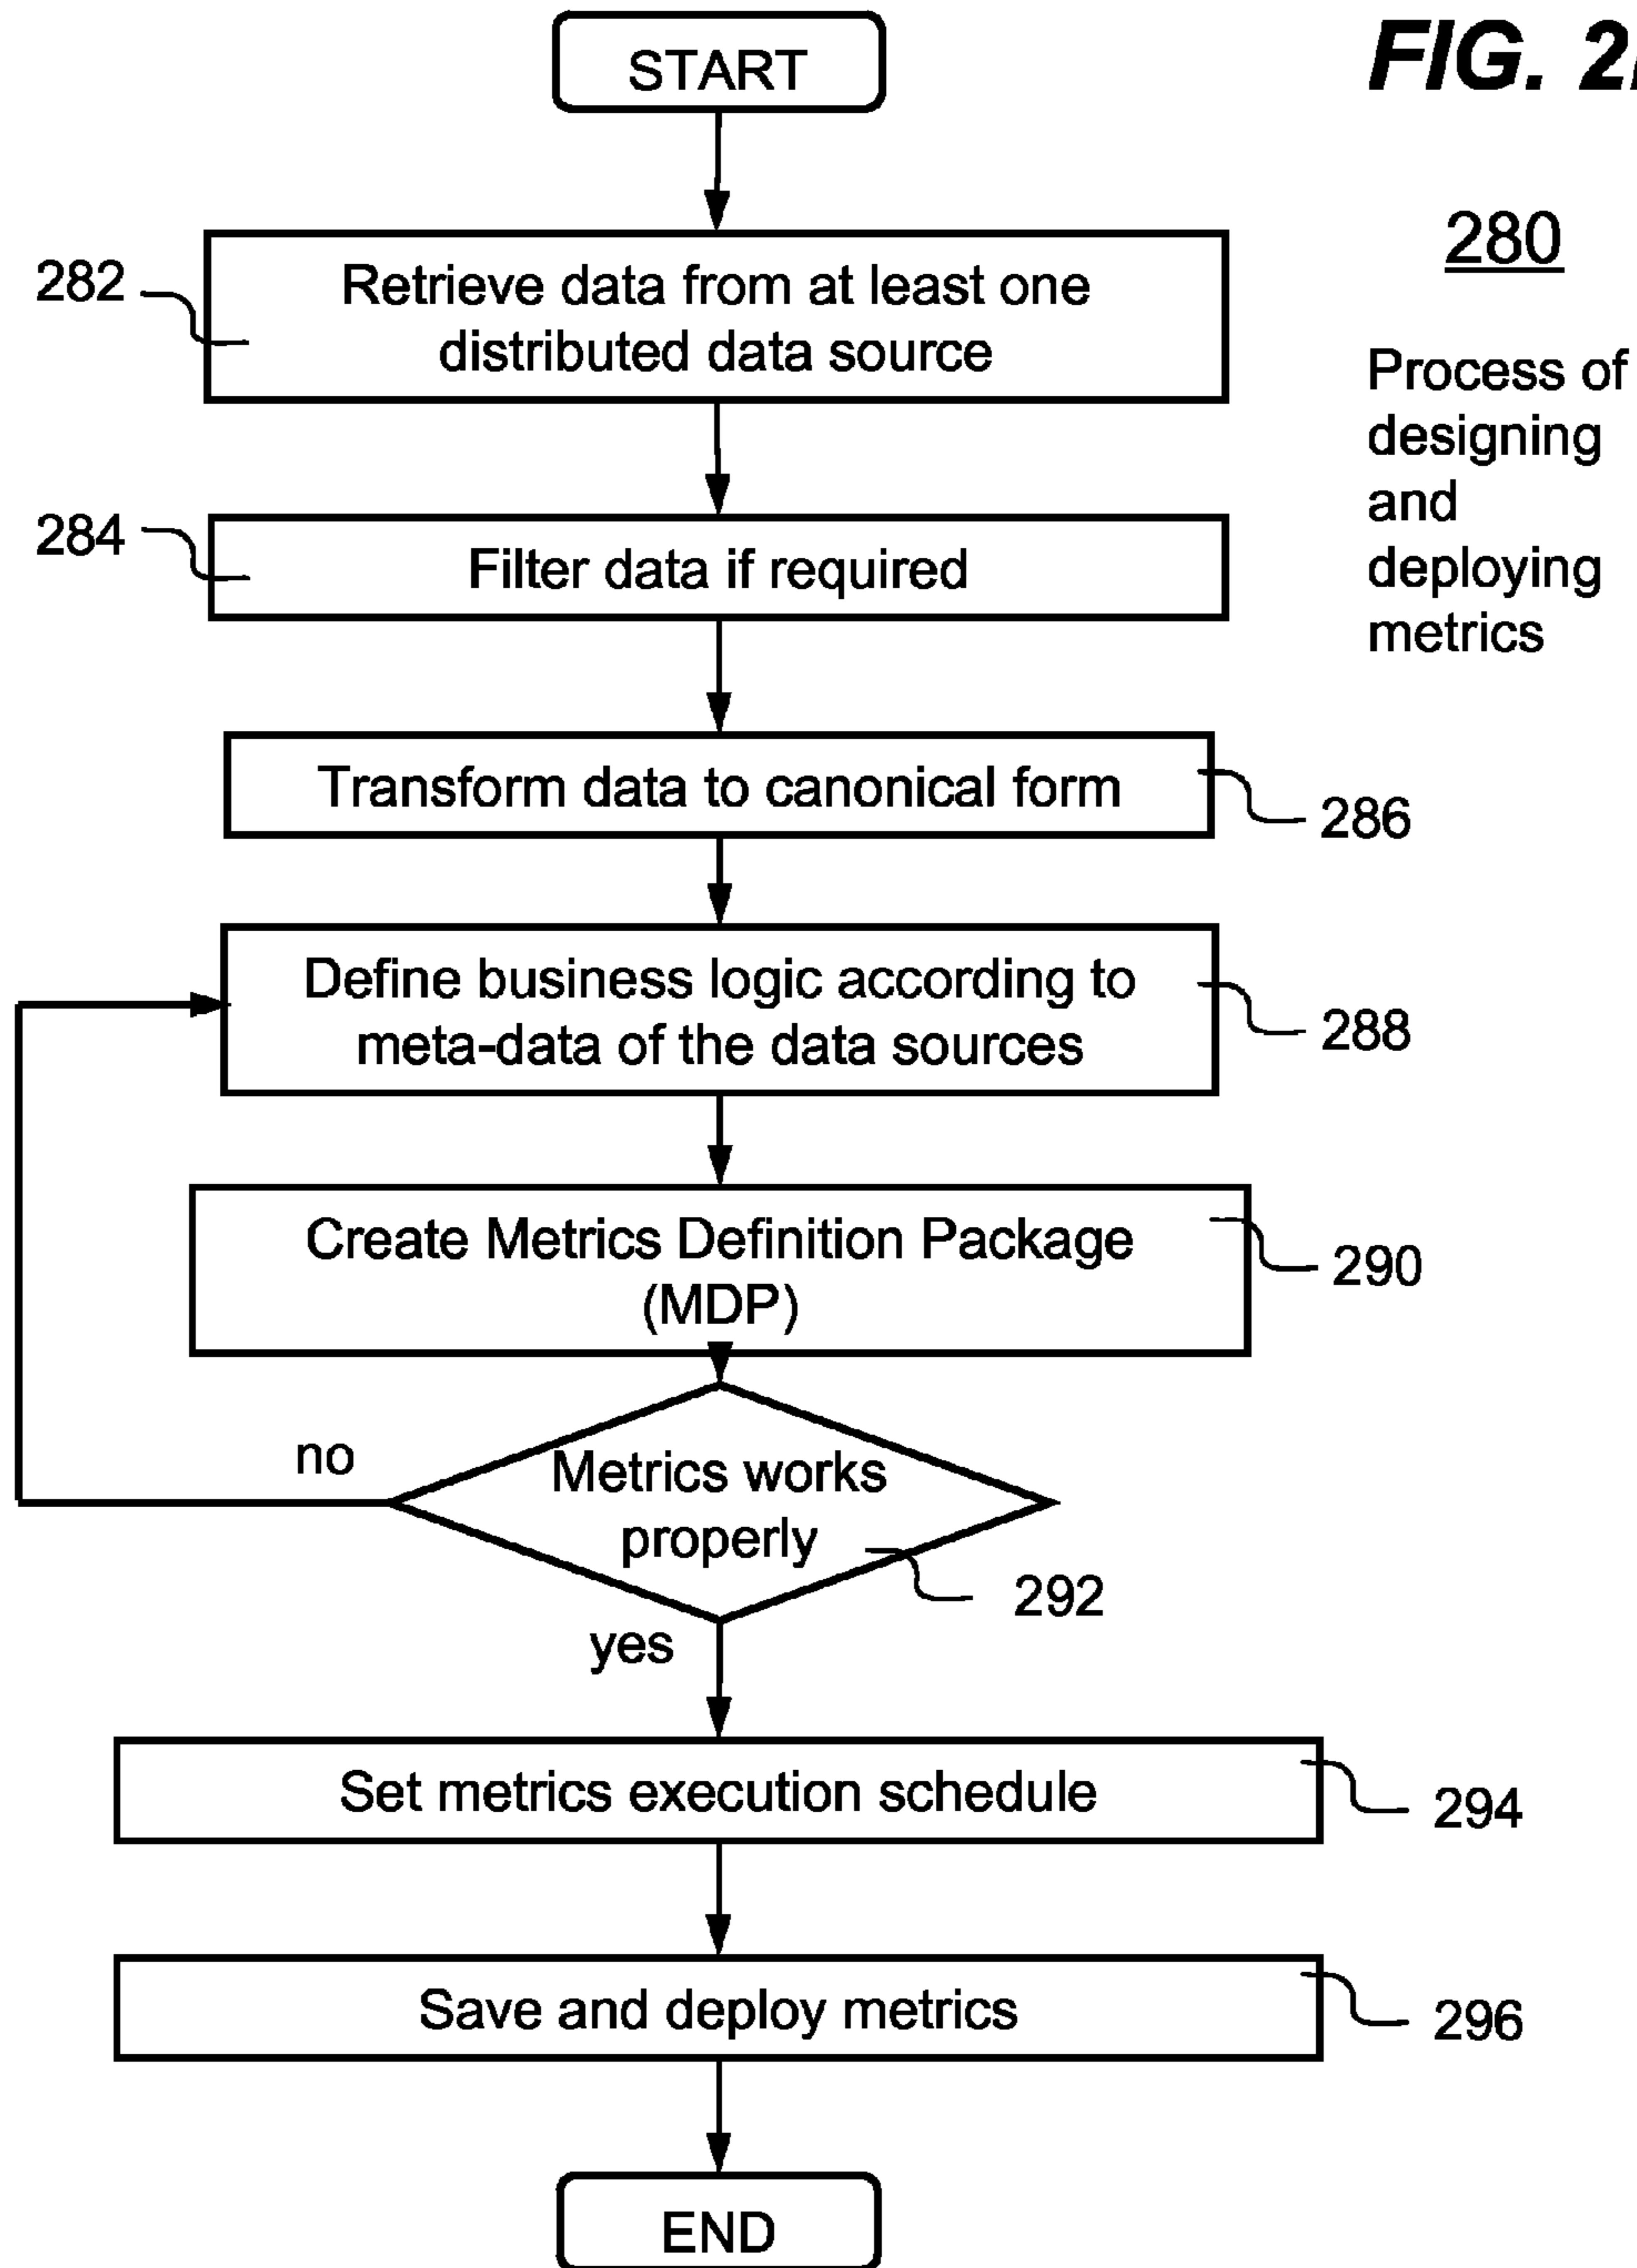 START
FIG. 2
280
Process of
designing
and
deploying
metrics
282
Retrieve data from at least one
distributed data source
284
Filter data if required
Transform data to canonical form
286
Define business logic according to
meta-data of the data sources
288
Create Metrics Definition Package
(MDP)
290
no
Metrics works
properly
292
yes
Set metrics execution schedule
294
Save and deploy metrics
296
END